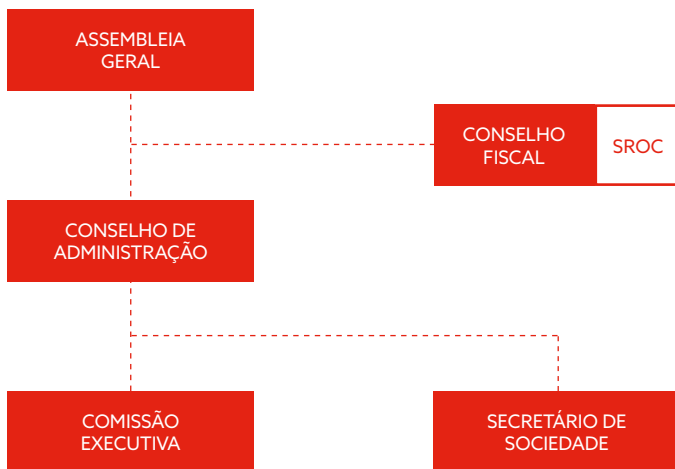 ASSEMBLEIA
GERAL
CONSELHO
FISCAL
SROC
CONSELHO DE
ADMINISTRAÇÃO
COMISSÃO
EXECUTIVA
SECRETÁRIO DE
SOCIEDADE